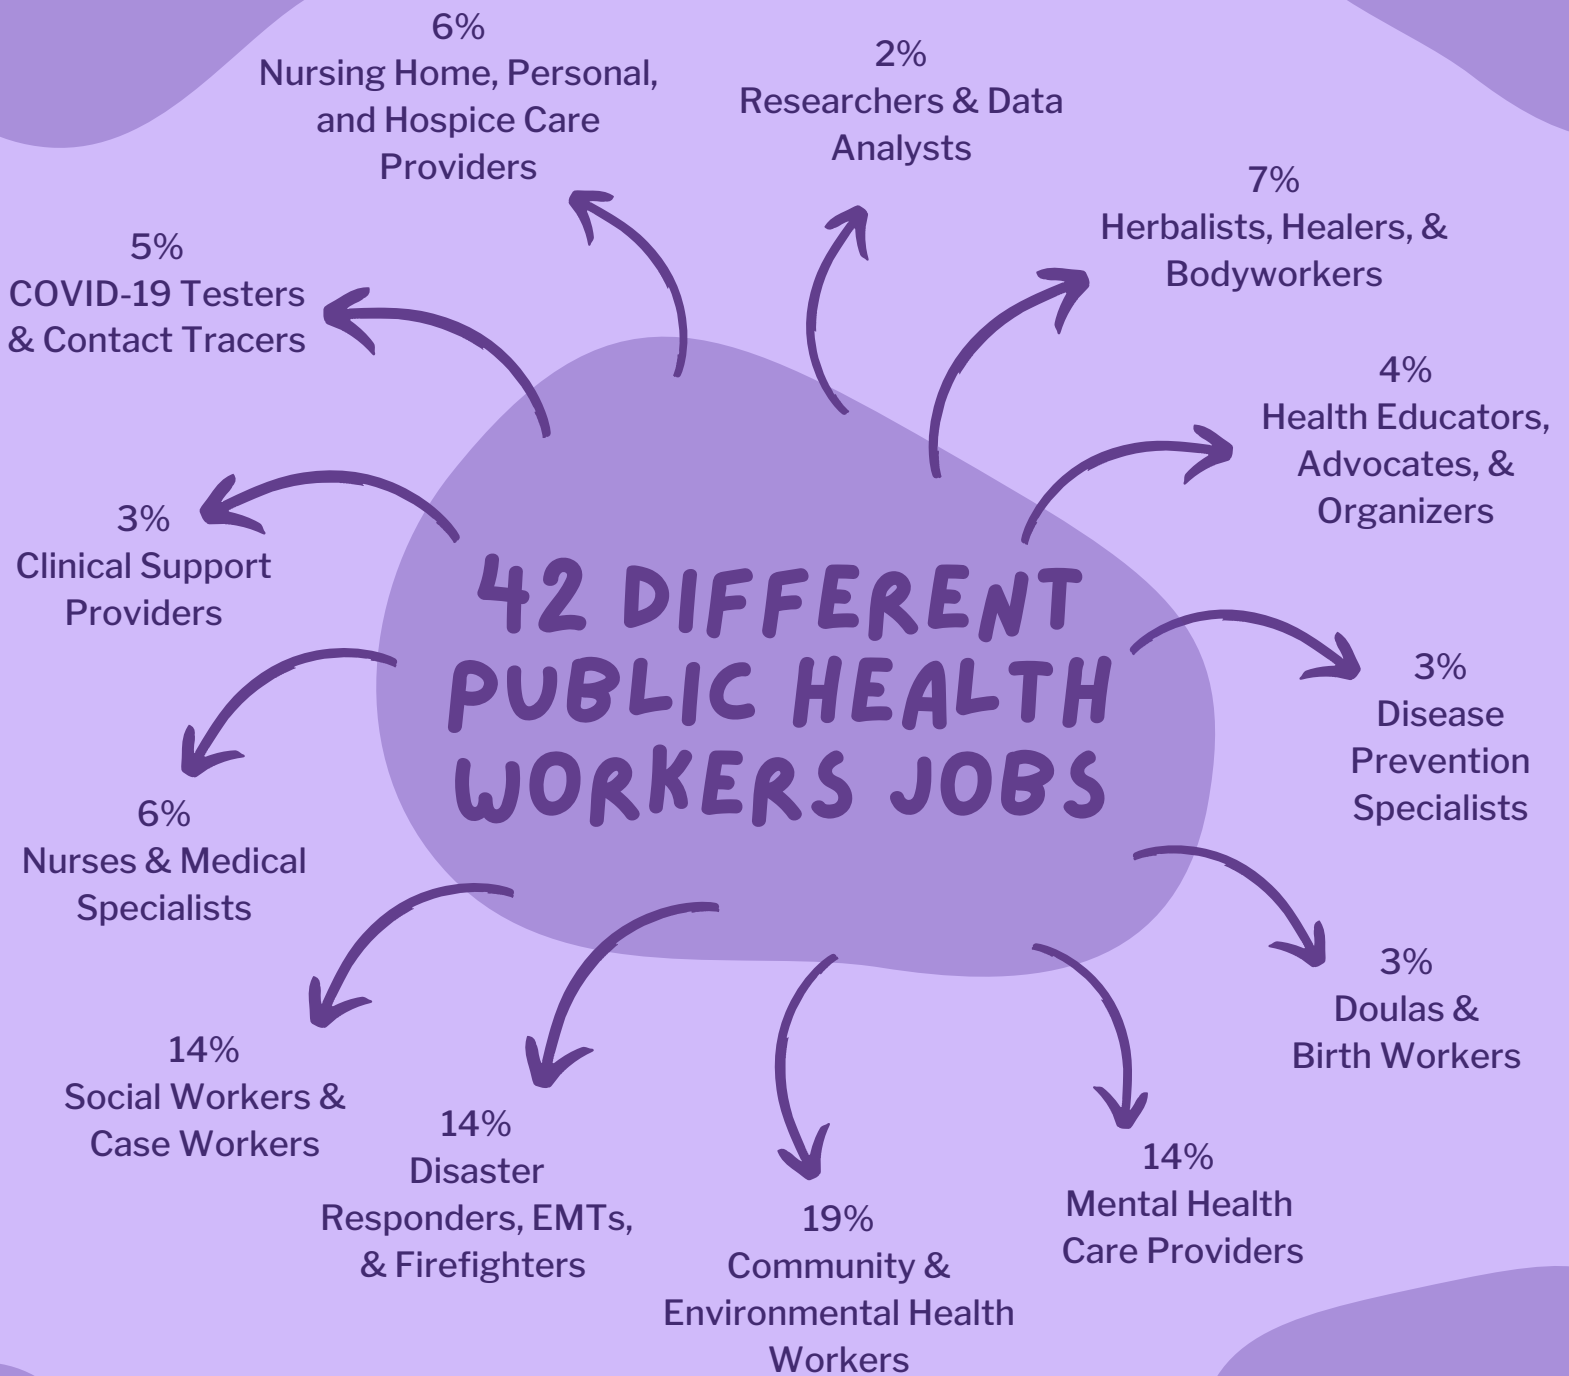 6%
Nursing Home, Personal,
and Hospice Care
Providers
2%
Researchers & Data
Analysts
7%
Herbalists, Healers, &
Bodyworkers
4%
Health Educators,
Advocates, &
Organizers
3%
Disease
Prevention
Specialists
3%
Doulas &
Birth Workers
14%
Mental Health
Care Providers
19%
Community &
Environmental Health
Workers
14%
Disaster
Responders, EMTs,
& Firefighters
14%
Social Workers &
Case Workers
6%
Nurses & Medical
Specialists
3%
Clinical Support
Providers
5%
COVID-19 Testers
& Contact Tracers
42 DIFFERENT
PUBLIC HEALTH
WORKERS JOBS